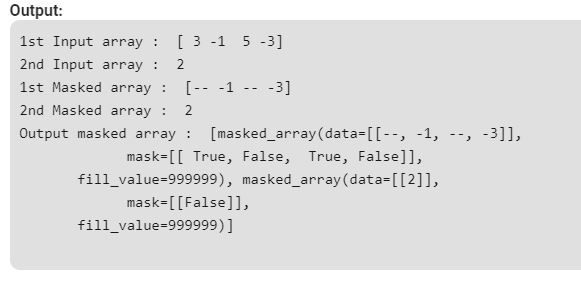 Output:
1st Input array :  [ 3 -1  5 -3]
2nd Input array :  2
1st Masked array :  [-- -1 -- -3]
2nd Masked array :  2
Output masked array :  [masked_array(data=[[--, -1, --, -3]],
             mask=[[ True, False,  True, False]],
       fill_value=999999), masked_array(data=[[2]],
             mask=[[False]],
       fill_value=999999)]